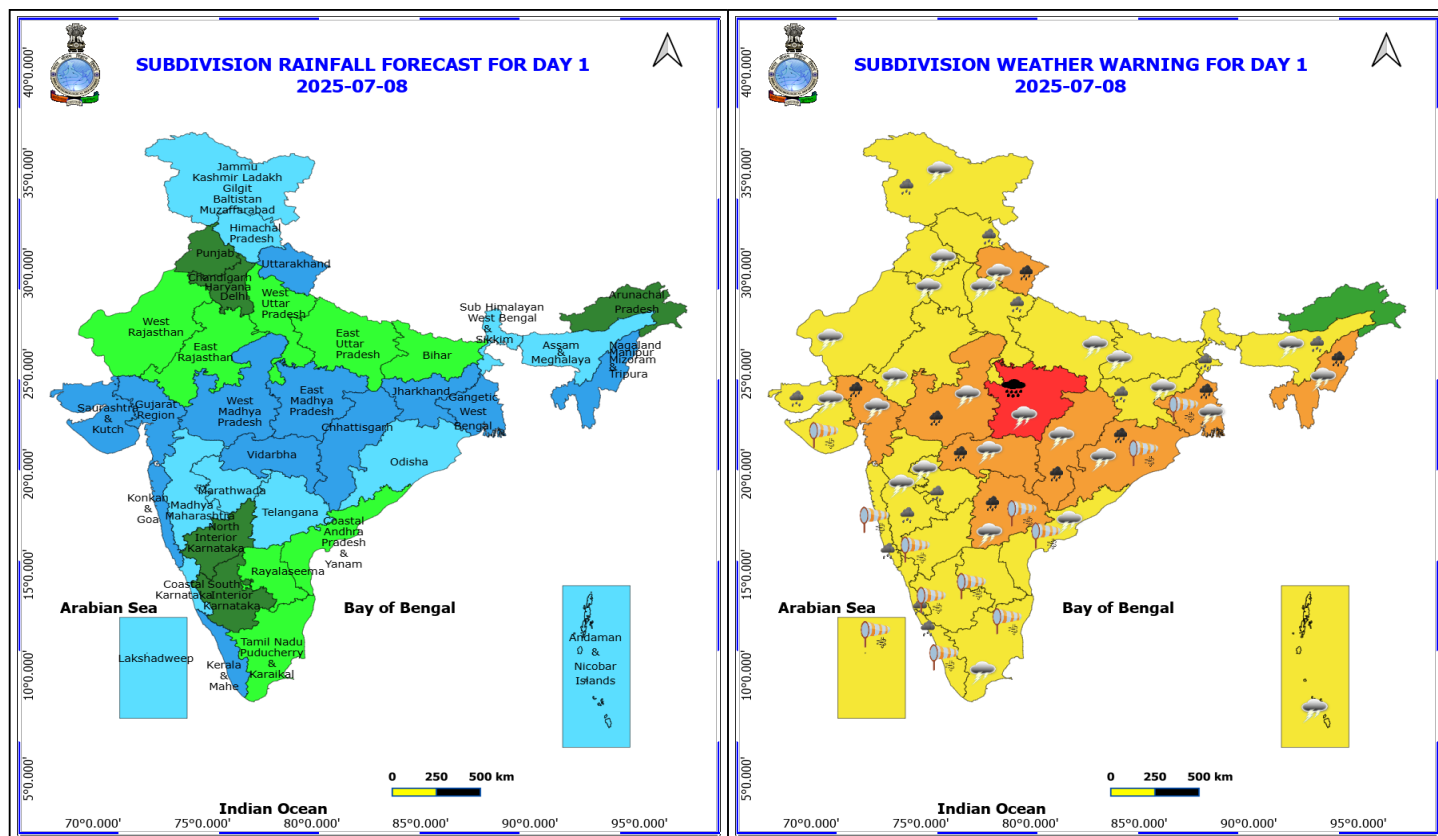 SUBDIVISION RAINFALL FORECAST FOR DAY 1
2025-07-08
40°0.000'
35°0.000'
30°0.000'
25°0.000'
20°0.000'
15°0.000'
10°0.000'
5°0.000'
Jammu
Kashmir Ladakh
Gilgit
Baltistan
Muzaffarabad
Himachal
Pradesh
Punjab
Uttarakhand
Chandigarh
Haryana
Delhi
West
Uttar
Pradesh
West
Rajasthan
East
Rajasthan
East
Uttar
Pradesh
Bihar
Sub Himalayan
West Bengal
&
Sikkim
Arunachal
Pradesh
Assam
&
Meghalaya
Nagaland
Manipur
Mizoram
&
Tripura
Saurashtra
&
Kutch
Gujarat
Region
West
Madhya
Pradesh
East
Madhya
Pradesh
Jharkhand
Gangetic
West
Bengal
Chhattisgarh
Vidarbha
Odisha
Konkan
&
Goa
Madhya
Maharashtra
Marathwada
Telangana
North
Interior
Karnataka
Coastal
Andhra
Pradesh
&
Yanam
Rayalaseema
Coastal
Karnataka
South
Interior
Karnataka
Arabian Sea
Bay of Bengal
Lakshadweep
Kerala
&
Mahe
Tamil Nadu
Puducherry
&
Karaikal
Andaman
&
Nicobar
Islands
0 250 500 km
Indian Ocean
70°0.000' 75°0.000' 80°0.000' 85°0.000' 90°0.000' 95°0.000'
SUBDIVISION WEATHER WARNING FOR DAY 1
2025-07-08
40°0.000'
35°0.000'
30°0.000'
25°0.000'
20°0.000'
15°0.000'
10°0.000'
5°0.000'
Arabian Sea
Bay of Bengal
0 250 500 km
Indian Ocean
70°0.000' 75°0.000' 80°0.000' 85°0.000' 90°0.000' 95°0.000'